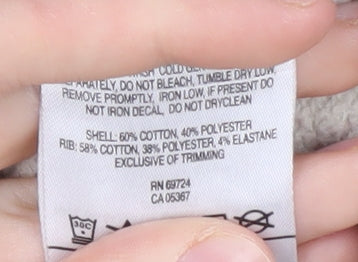 COLD
SEPARATELY, DO NOT BLEACH, TUMBLE DRY LOW,
REMOVE PROMPTLY, IRON LOW, IF PRESENT DO
NOT IRON DECAL, DO NOT DRYCLEAN
SHELL: 60% COTTON, 40% POLYESTER
RIB: 58% COTTON, 38% POLYESTER, 4% ELASTANE
EXCLUSIVE OF TRIMMING
RN 69724
CA 05367
30C